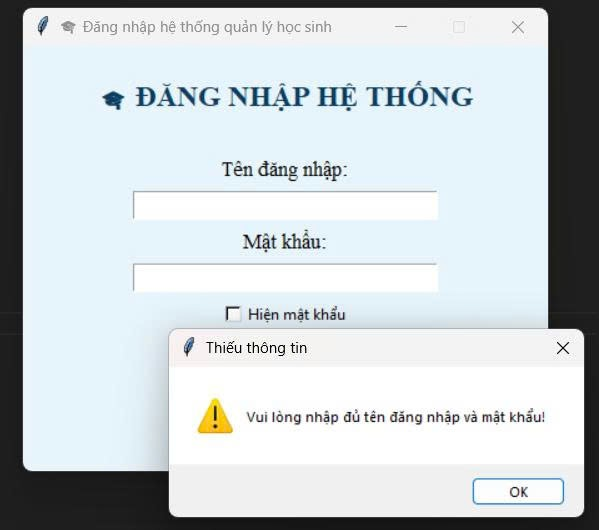 Đăng nhập hệ thống quản lý học sinh
ĐĂNG NHẬP HỆ THỐNG
Tên đăng nhập:
Mật khẩu:
Hiện mật khẩu
Thiếu thông tin
Vui lòng nhập đủ tên đăng nhập và mật khẩu!
OK